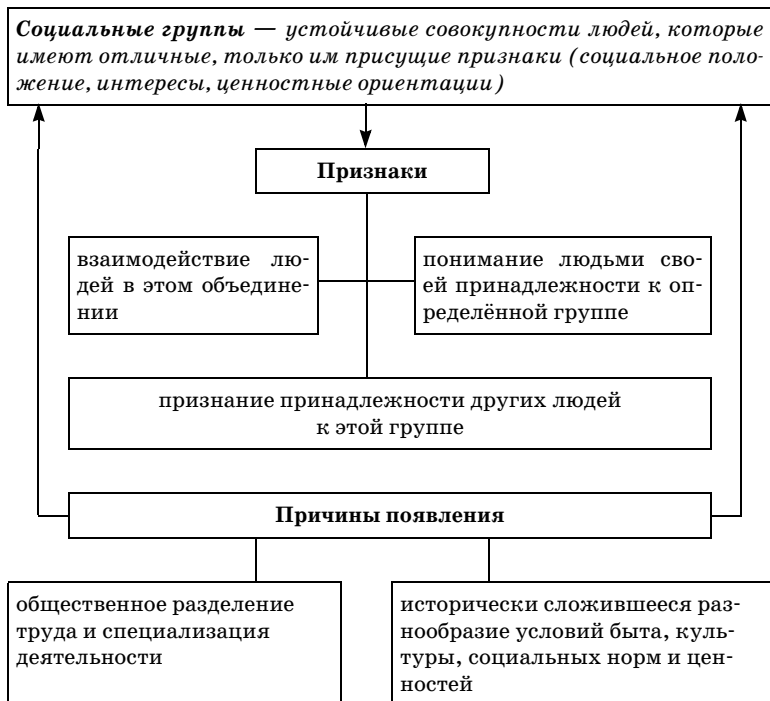 Социальные группы — устойчивые совокупности людей, которые
имеют отличные, только им присущие признаки (социальное поло-
жение, интересы, ценностные ориентации)
Признаки
взаимодействие лю-
дей в этом объедине-
нии
понимание людьми сво-
ей принадлежности к оп-
ределённой группе
признание принадлежности других людей
к этой группе
Причины появления
общественное разделение
труда и специализация
деятельности
исторически сложившееся раз-
нообразие условий быта, куль-
туры, социальных норм и цен-
ностей